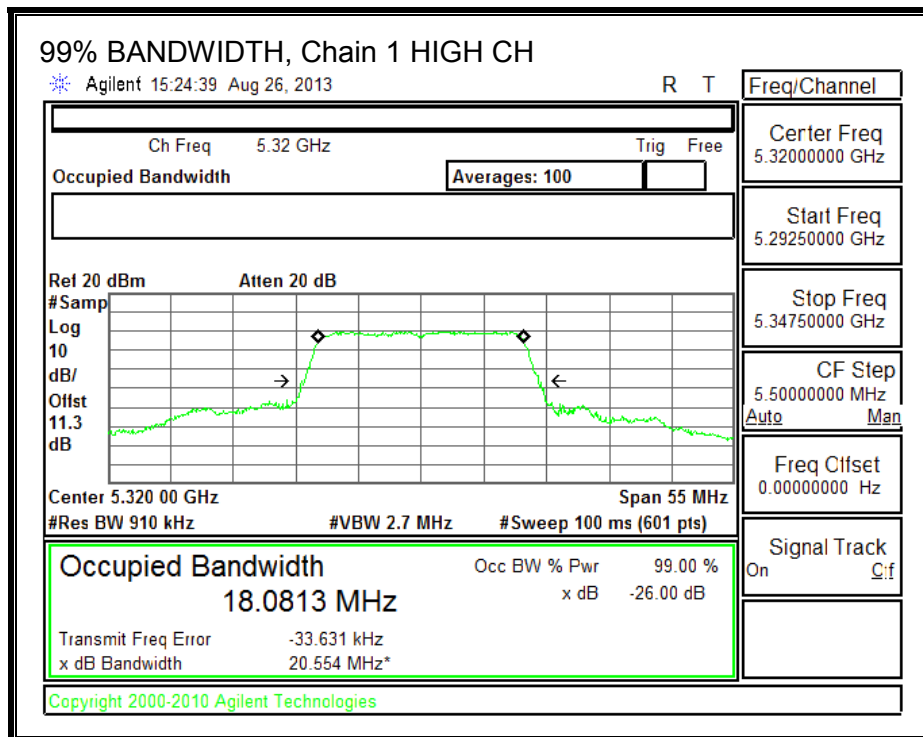 99% BANDWIDTH, Chain 1 HIGH CH
Agilent 15:24:39 Aug 26, 2013 R T
Freq/Channel
Ch Freq 5.32 GHz Trig Free
Occupied Bandwidth Averages: 100
Center Freq
5.32000000 GHz
Start Freq
5.29250000 GHz
Stop Freq
5.34750000 GHz
CF Step
5.50000000 MHz
Auto Man
Freq Offset
0.00000000 Hz
Signal Track
On Off
Ref 20 dBm Atten 20 dB
#Samp
Log
10
dB/
Offst
11.3
dB
Center 5.320 00 GHz Span 55 MHz
#Res BW 910 kHz #VBW 2.7 MHz #Sweep 100 ms (601 pts)
Occupied Bandwidth Occ BW % Pwr 99.00 %
18.0813 MHz x dB -26.00 dB
Transmit Freq Error -33.631 kHz
x dB Bandwidth 20.554 MHz*
Copyright 2000-2010 Agilent Technologies